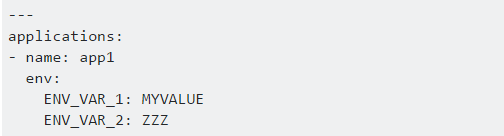 ---
applications:
- name: app1
  env:
    ENV_VAR_1: MYVALUE
    ENV_VAR_2: ZZZ